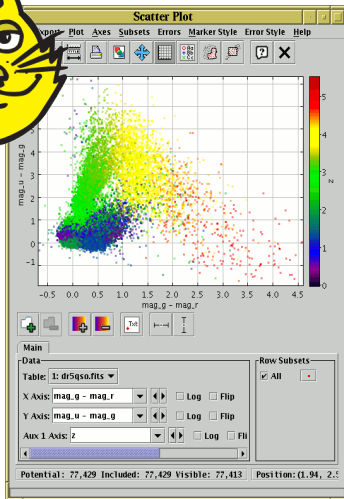 Scatter Plot
xport Plot Axes Subsets Errors Marker Style Error Style Help
mag_u - mag_g
5
4
3
2
1
0
-1
-0.5 0.0 0.5 1.0 1.5 2.0 2.5 3.0 3.5 4.0 4.5
mag_g - mag_r
5
4
3
2
1
0
z
Txt
Main
Data
Table: 1: dr5qso.fits
X Axis: mag_g - mag_r Log Flip
Y Axis: mag_u - mag_g Log Flip
Aux 1 Axis: z Log Fli
Row Subsets
All
Potential: 77,429 Included: 77,429 Visible: 77,413 Position:(1.94, 2.5